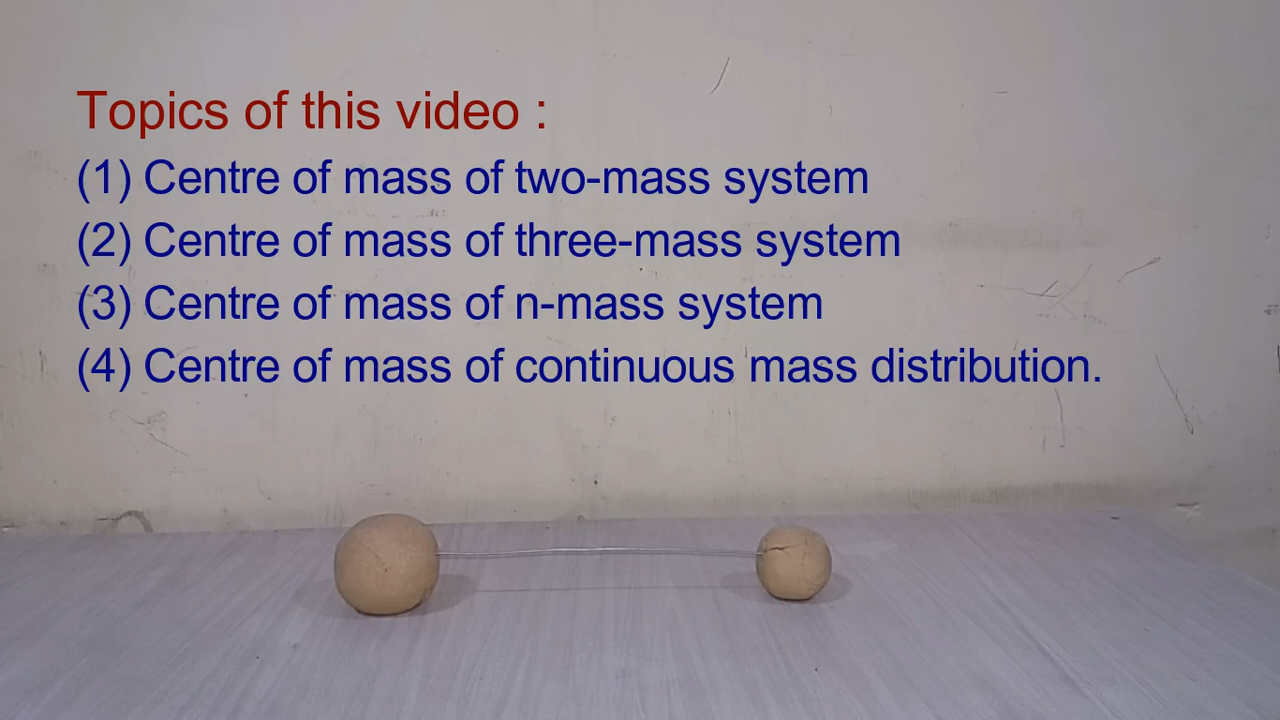 Topics of this video :
(1) Centre of mass of two-mass system
(2) Centre of mass of three-mass system
(3) Centre of mass of n-mass system
(4) Centre of mass of continuous mass distribution.